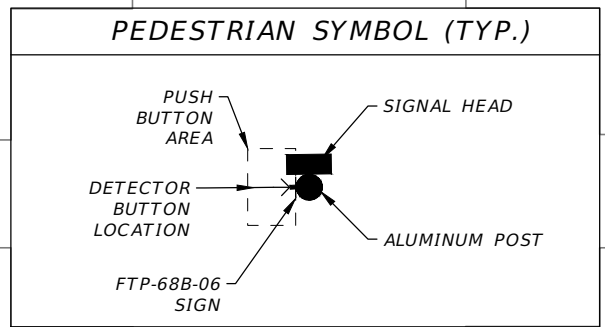 PEDESTRIAN SYMBOL (TYP.)
PUSH
BUTTON
AREA
SIGNAL HEAD
DETECTOR
BUTTON
LOCATION
ALUMINUM POST
FTP-68B-06
SIGN